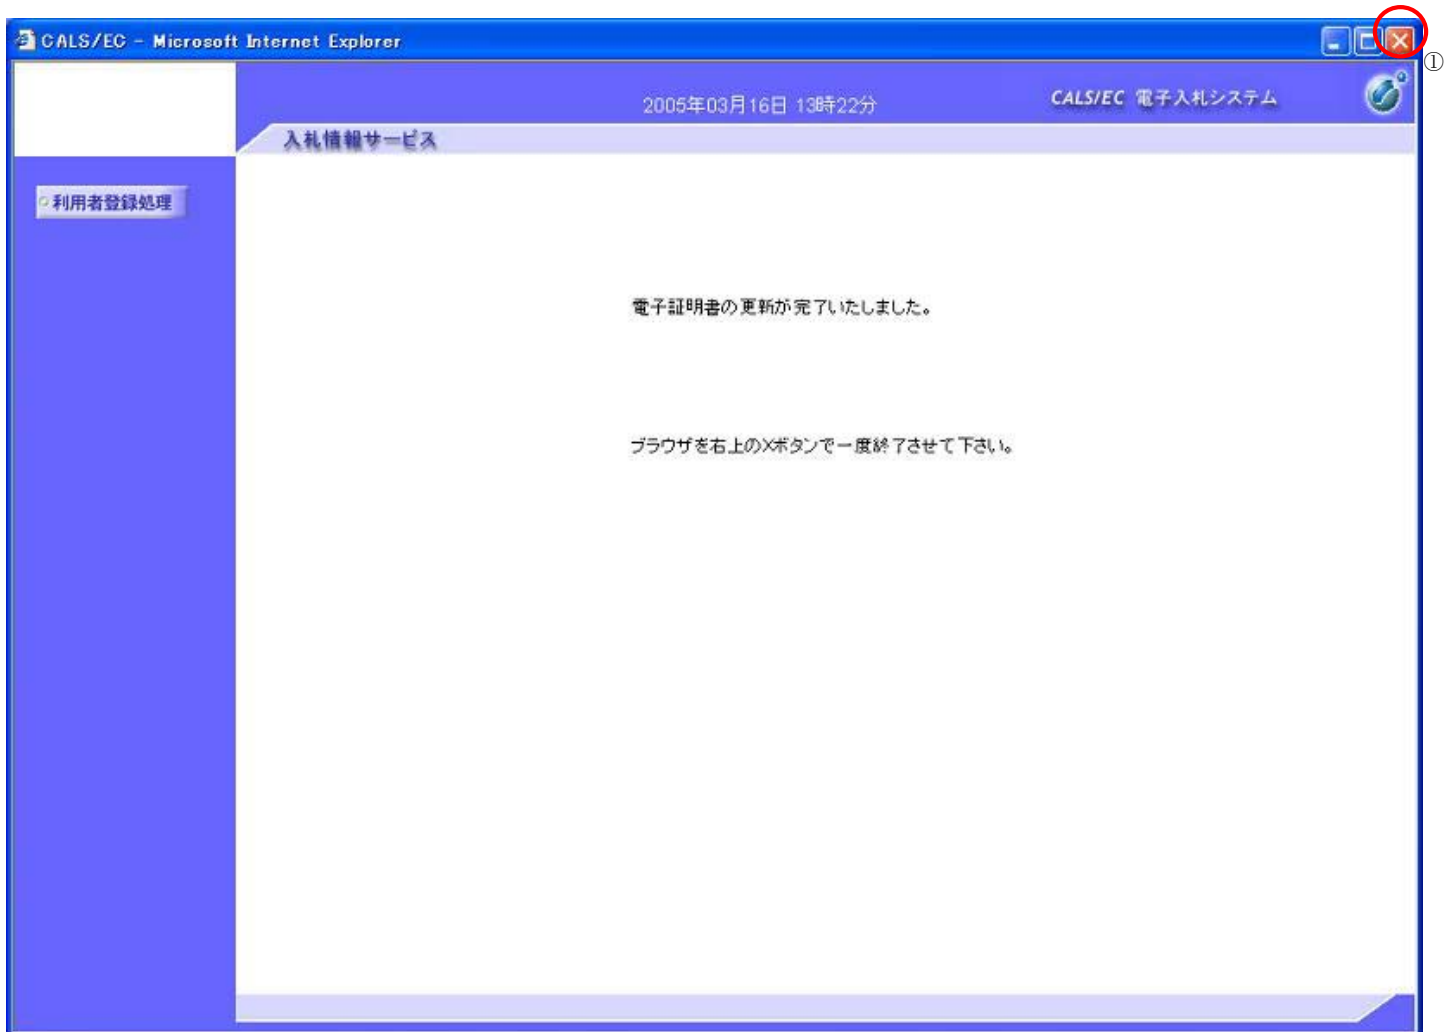 CALS/EC - Microsoft Internet Explorer
①
2005年03月16日 13時22分
CALS/EC 電子入札システム
入札情報サービス
利用者登録処理
電子証明書の更新が完了いたしました。
ブラウザを右上のXボタンで一度終了させて下さい。